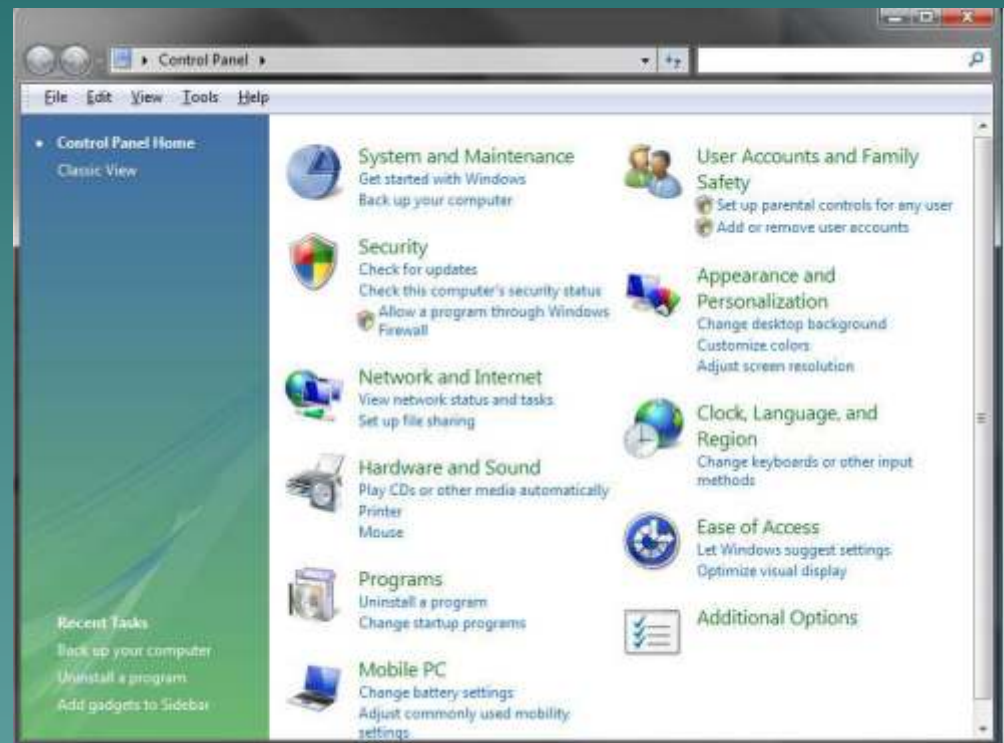 Control Panel
File Edit View Tools Help
Control Panel Home
Classic View
System and Maintenance
Get started with Windows
Back up your computer
Security
Check for updates
Check this computer's security status
Allow a program through Windows
Firewall
Network and Internet
View network status and tasks
Set up file sharing
Hardware and Sound
Play CDs or other media automatically
Printer
Mouse
Programs
Uninstall a program
Change startup programs
Mobile PC
Change battery settings
Adjust commonly used mobility
settings
User Accounts and Family
Safety
Set up parental controls for any user
Add or remove user accounts
Appearance and
Personalization
Change desktop background
Customize colors
Adjust screen resolution
Clock, Language, and
Region
Change keyboards or other input
methods
Ease of Access
Let Windows suggest settings
Optimize visual display
Additional Options
Recent Tasks
Back up your computer
Uninstall a program
Add gadgets to Sidebar